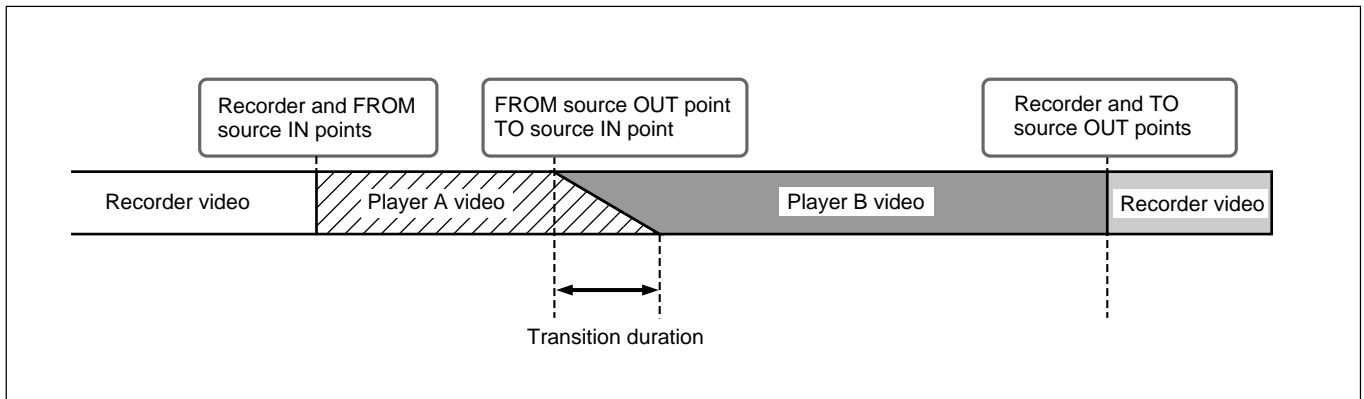 Recorder and FROM
source IN points
FROM source OUT point
TO source IN point
Recorder and TO
source OUT points
Recorder video
Player A video
Player B video
Recorder video
Transition duration